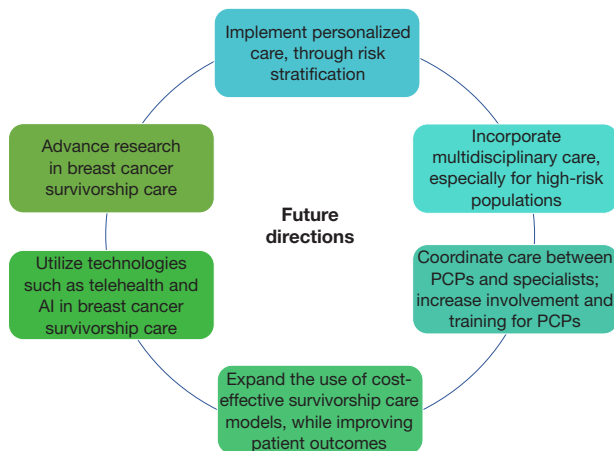 Implement personalized
care, through risk
stratification
Incorporate
multidisciplinary care,
especially for high-risk
populations
Coordinate care between
PCPs and specialists;
increase involvement and
training for PCPs
Expand the use of cost-
effective survivorship care
models, while improving
patient outcomes
Utilize technologies
such as telehealth and
AI in breast cancer
survivorship care
Advance research
in breast cancer
survivorship care
Future
directions